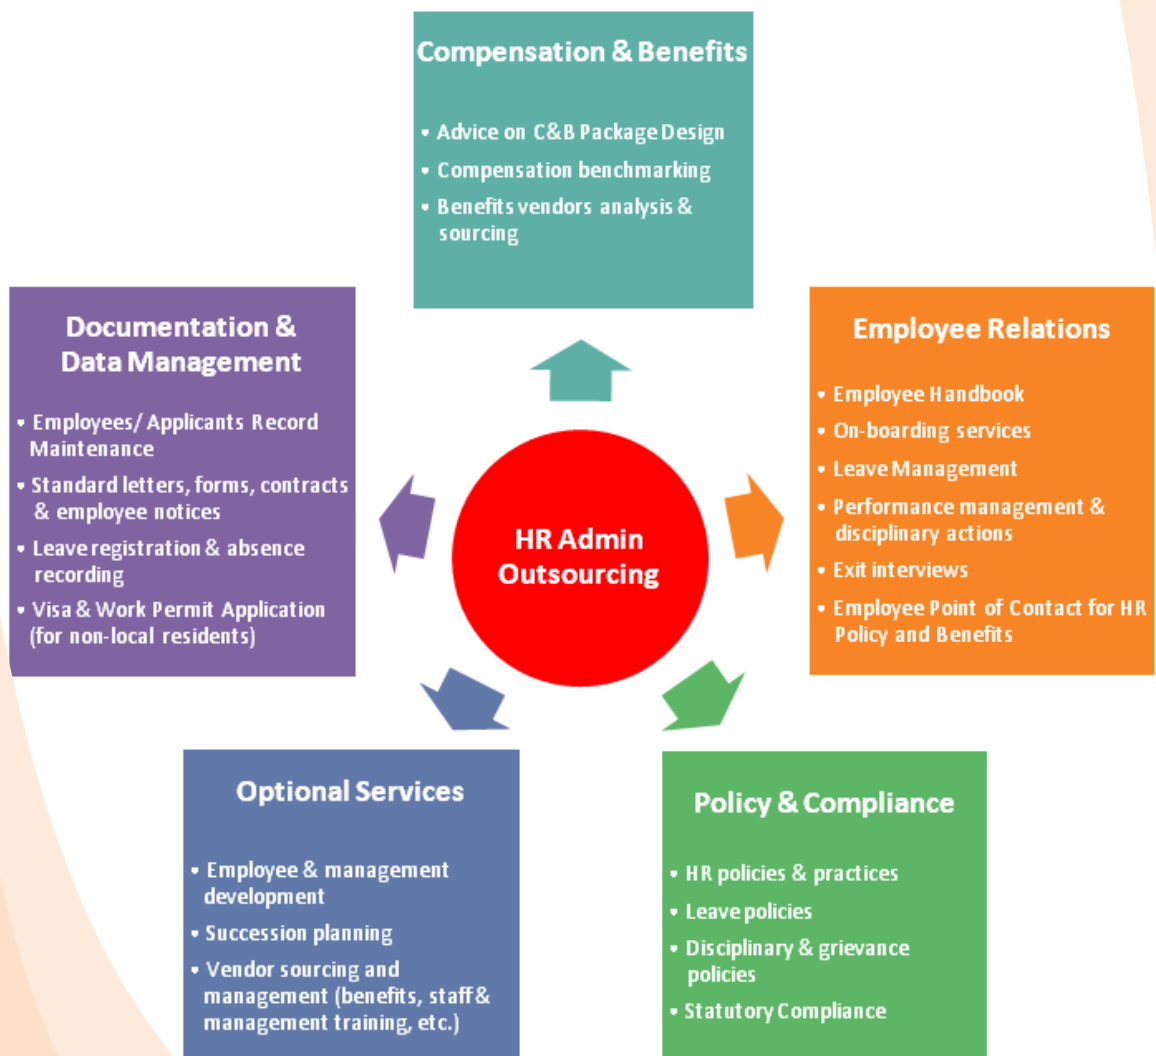 Compensation & Benefits
• Advice on C&B Package Design
• Compensation benchmarking
• Benefits vendors analysis &
sourcing
Documentation &
Data Management
• Employees/ Applicants Record
Maintenance
• Standard letters, forms, contracts
& employee notices
• Leave registration & absence
recording
• Visa & Work Permit Application
(for non-local residents)
HR Admin
Outsourcing
Employee Relations
• Employee Handbook
• On-boarding services
• Leave Management
• Performance management &
disciplinary actions
• Exit interviews
• Employee Point of Contact for HR
Policy and Benefits
Optional Services
• Employee & management
development
• Succession planning
• Vendor sourcing and
management (benefits, staff &
management training, etc.)
Policy & Compliance
• HR policies & practices
• Leave policies
• Disciplinary & grievance
policies
• Statutory Compliance